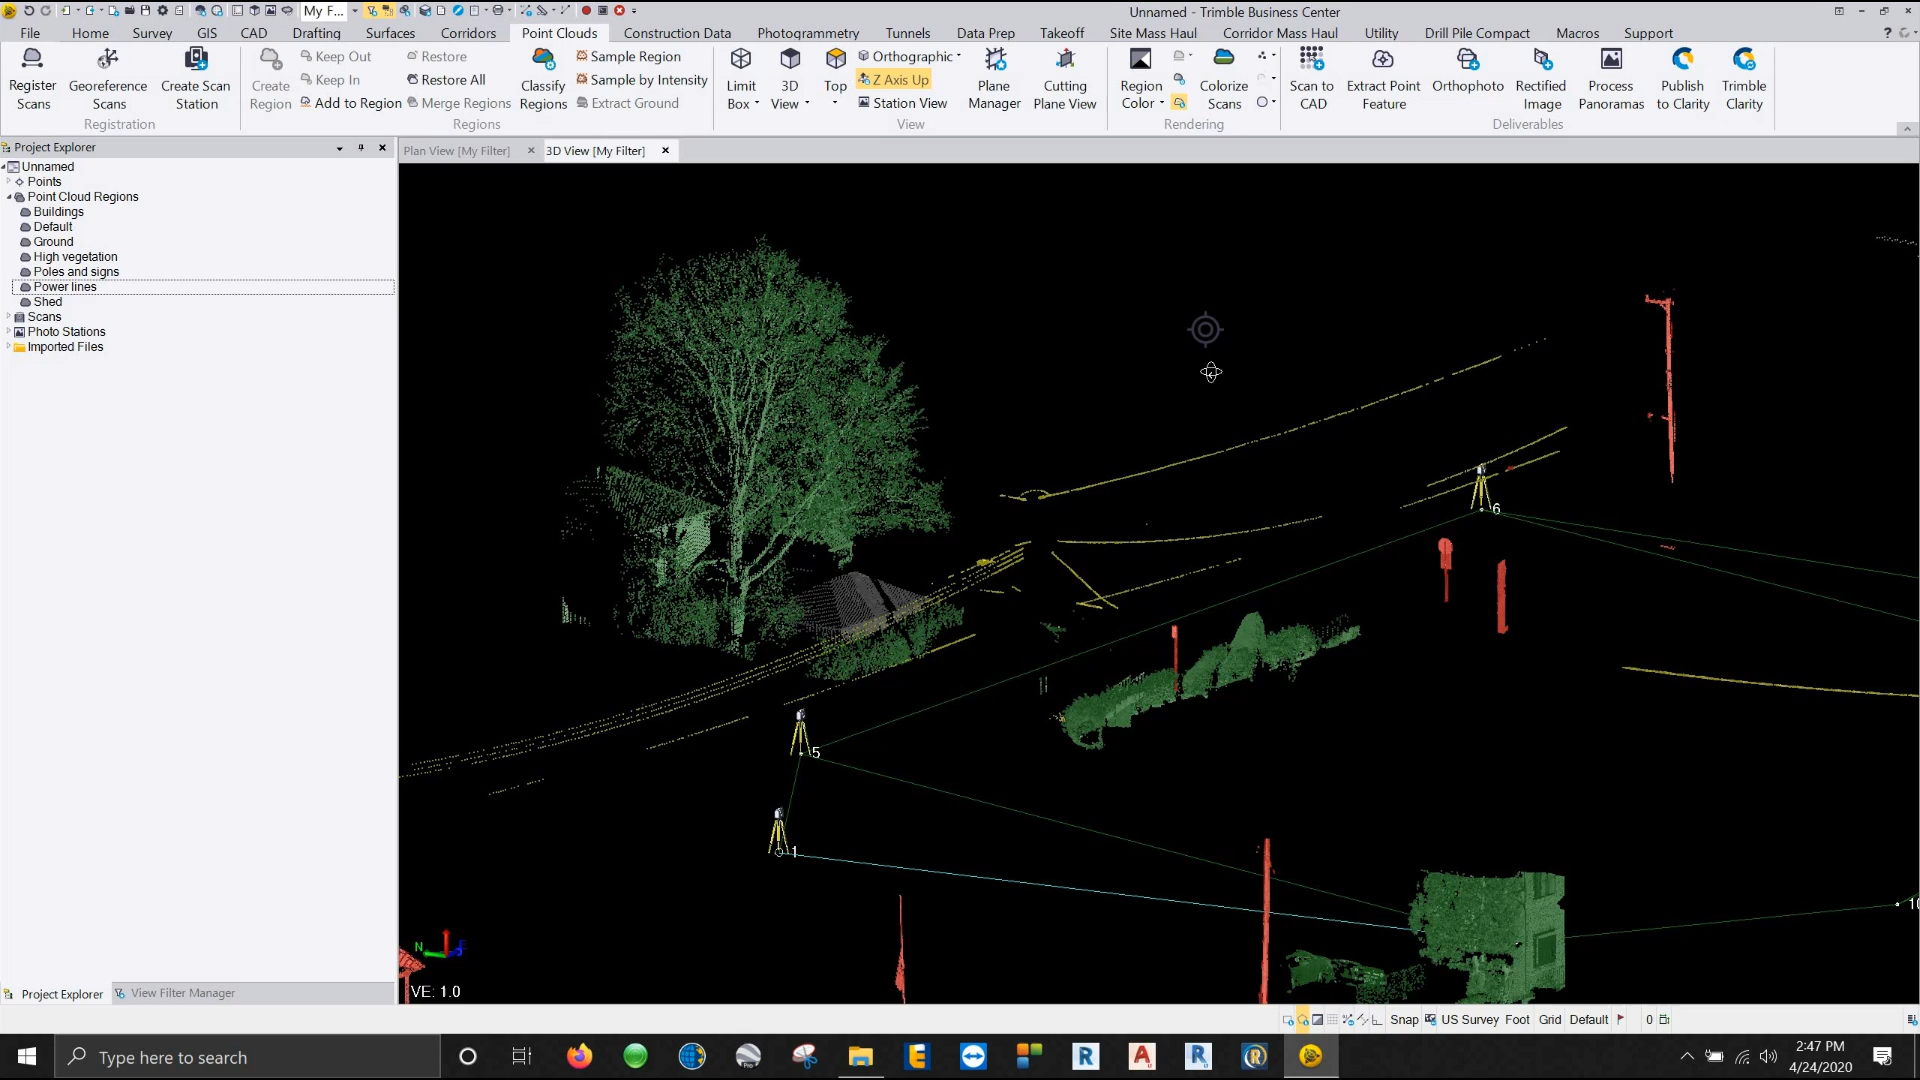 My F...
Unnamed - Trimble Business Center
File Home Survey GIS CAD Drafting Surfaces Corridors Point Clouds Construction Data Photogrammetry Tunnels Data Prep Takeoff Site Mass Haul Corridor Mass Haul Utility Drill Pile Compact Macros Support
Register Scans
Georeference Scans
Create Scan Station
Registration
Create Region
Keep Out
Keep In
Add to Region
Restore
Restore All
Merge Regions
Classify Regions
Sample Region
Sample by Intensity
Extract Ground
Regions
Limit Box
3D View
Top
Orthographic
Z Axis Up
Station View
Plane Manager
Cutting Plane View
View
Region Color
Colorize Scans
Rendering
Scan to CAD
Extract Point Feature
Orthophoto
Rectified Image
Process Panoramas
Publish to Clarity
Trimble Clarity
Deliverables
Project Explorer
Plan View [My Filter]
3D View [My Filter]
Unnamed
Points
Point Cloud Regions
Buildings
Default
Ground
High vegetation
Poles and signs
Power lines
Shed
Scans
Photo Stations
Imported Files
6
5
1
10
N
E
VE: 1.0
Project Explorer
View Filter Manager
Snap US Survey Foot Grid Default 0
Type here to search
2:47 PM
4/24/2020